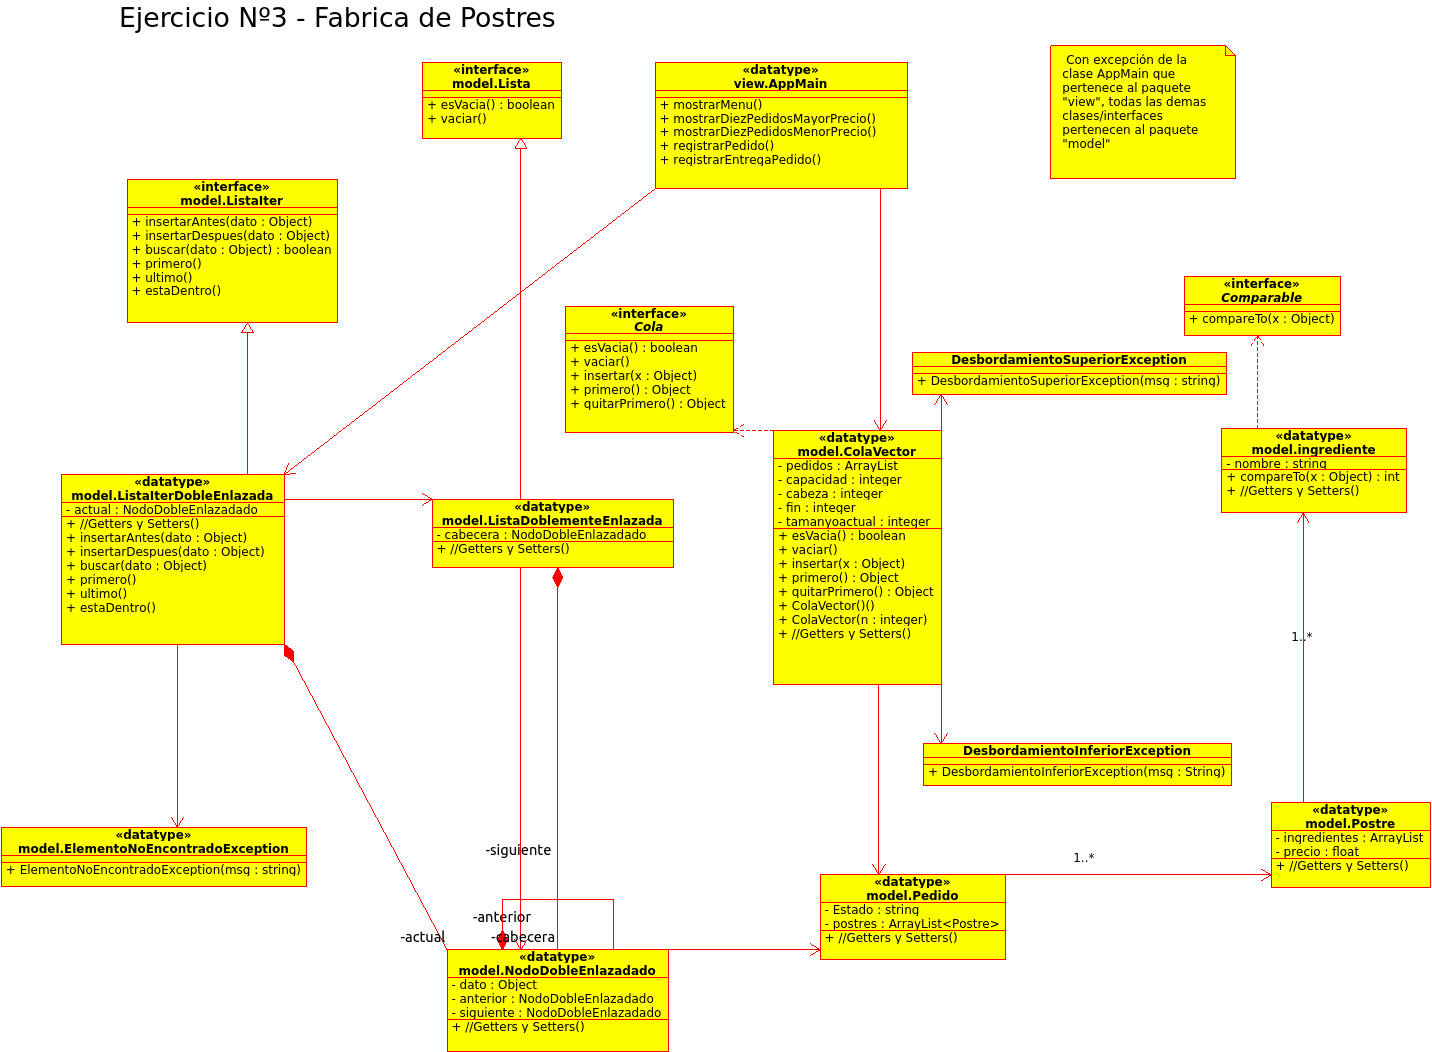 Ejercicio Nº3 - Fabrica de Postres
«interface»
model.Lista
+ esVacia() : boolean
+ vaciar()
«datatype»
view.AppMain
+ mostrarMenu()
+ mostrarDiezPedidosMayorPrecio()
+ mostrarDiezPedidosMenorPrecio()
+ registrarPedido()
+ registrarEntregaPedido()
Con excepción de la
clase AppMain que
pertenece al paquete
"view", todas las demas
clases/interfaces
pertenecen al paquete
"model"
«interface»
model.ListaIter
+ insertarAntes(dato : Object)
+ insertarDespues(dato : Object)
+ buscar(dato : Object) : boolean
+ primero()
+ ultimo()
+ estaDentro()
«interface»
Cola
+ esVacia() : boolean
+ vaciar()
+ insertar(x : Object)
+ primero() : Object
+ quitarPrimero() : Object
«interface»
Comparable
+ compareTo(x : Object)
DesbordamientoSuperiorException
+ DesbordamientoSuperiorException(msg : string)
«datatype»
model.ListaIterDobleEnlazada
- actual : NodoDobleEnlazadado
+ //Getters y Setters()
+ insertarAntes(dato : Object)
+ insertarDespues(dato : Object)
+ buscar(dato : Object)
+ primero()
+ ultimo()
+ estaDentro()
«datatype»
model.ListaDoblementeEnlazada
- cabecera : NodoDobleEnlazadado
+ //Getters y Setters()
«datatype»
model.ColaVector
- pedidos : ArrayList
- capacidad : integer
- cabeza : integer
- fin : integer
- tamanyoactual : integer
+ esVacia() : boolean
+ vaciar()
+ insertar(x : Object)
+ primero() : Object
+ quitarPrimero() : Object
+ ColaVector()()
+ ColaVector(n : integer)
+ //Getters y Setters()
«datatype»
model.ingrediente
- nombre : string
+ compareTo(x : Object) : int
+ //Getters y Setters()
1..*
DesbordamientoInferiorException
+ DesbordamientoInferiorException(msg : String)
«datatype»
model.ElementoNoEncontradoException
+ ElementoNoEncontradoException(msg : string)
«datatype»
model.Postre
- ingredientes : ArrayList
- precio : float
+ //Getters y Setters()
1..*
-siguiente
-anterior
-actual
-cabecera
«datatype»
model.Pedido
- Estado : string
- postres : ArrayList<Postre>
+ //Getters y Setters()
«datatype»
model.NodoDobleEnlazadado
- dato : Object
- anterior : NodoDobleEnlazadado
- siguiente : NodoDobleEnlazadado
+ //Getters y Setters()